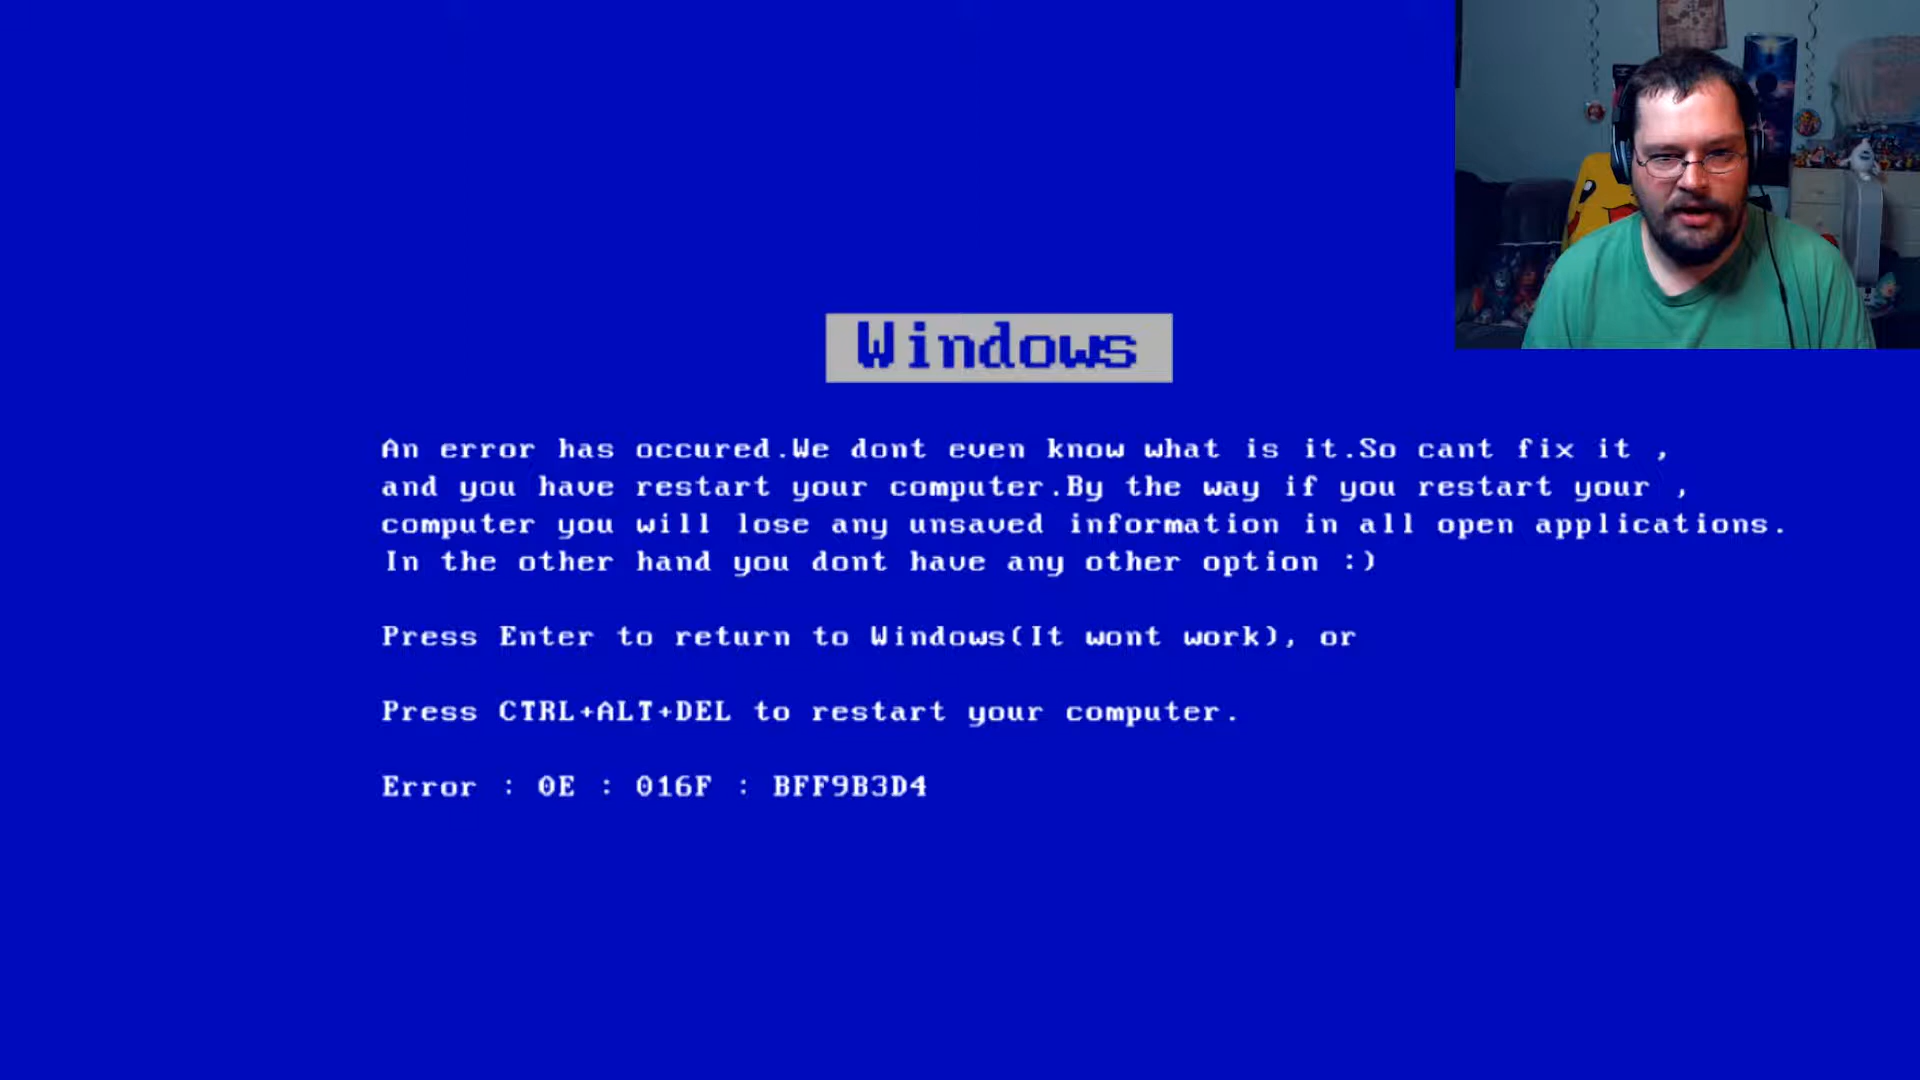 Windows
An error has occured.We dont even know what is it.So cant fix it ,
and you have restart your computer.By the way if you restart your ,
computer you will lose any unsaved information in all open applications.
In the other hand you dont have any other option :)
Press Enter to return to Windows(It wont work), or
Press CTRL+ALT+DEL to restart your computer.
Error : 0E : 016F : BFF9B3D4